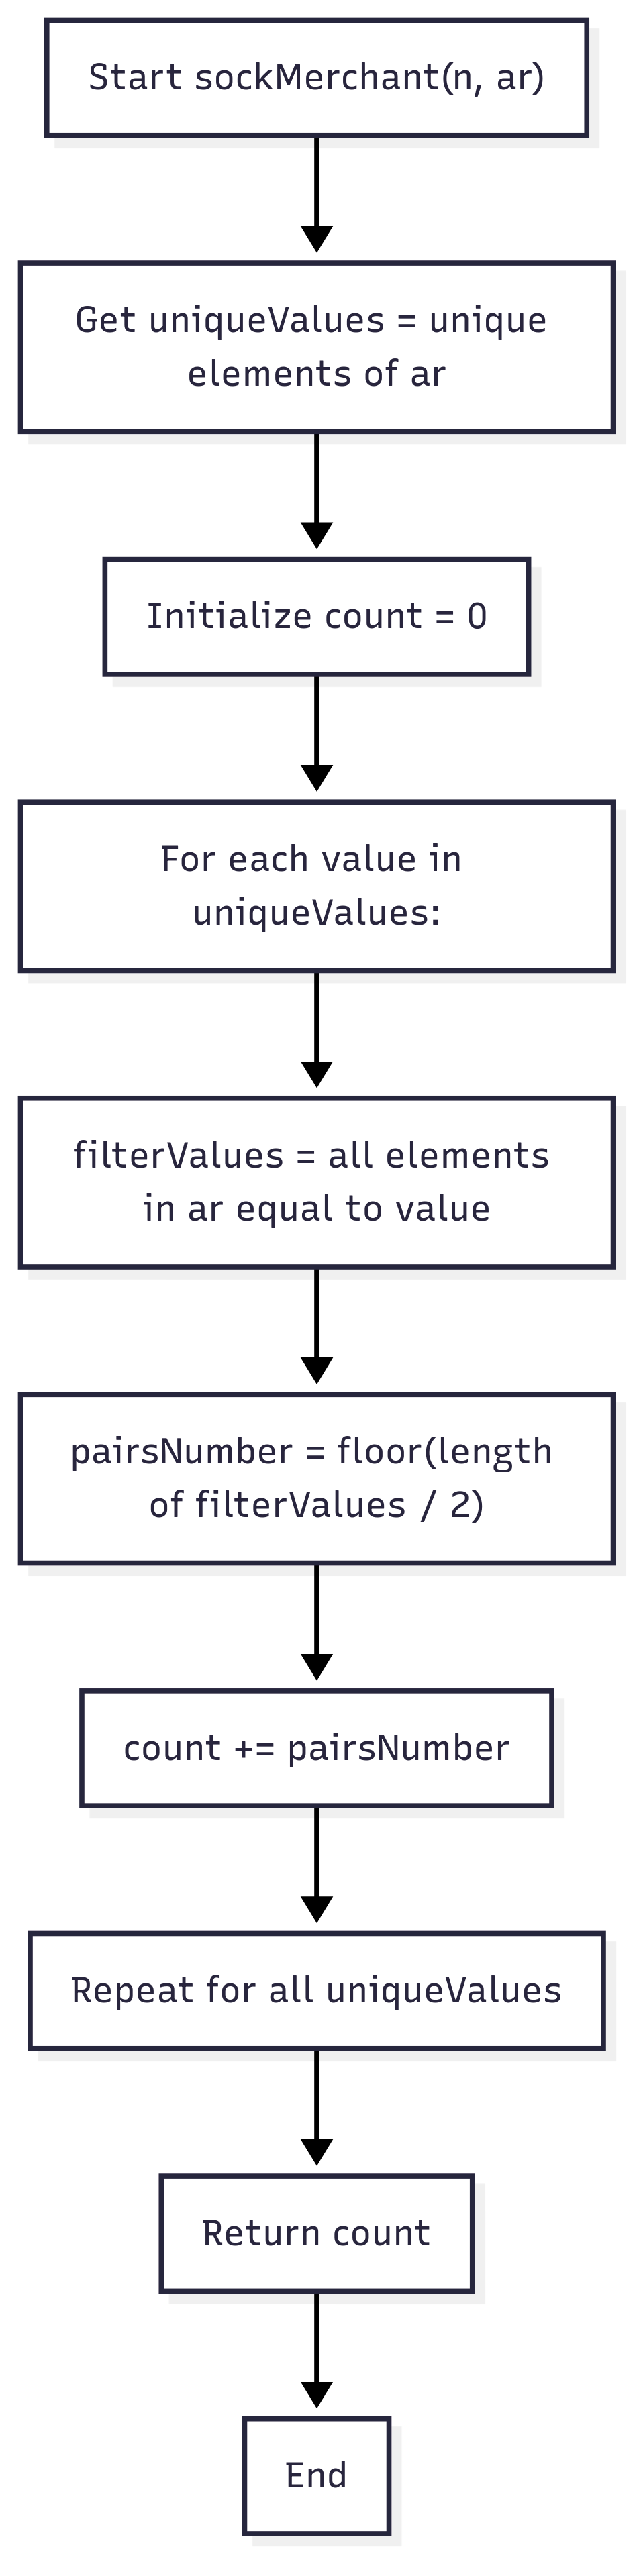 Start sockMerchant(n, ar)
Get uniqueValues = unique
elements of ar
Initialize count = 0
For each value in
uniqueValues:
filterValues = all elements
in ar equal to value
pairsNumber = floor(length
of filterValues / 2)
count += pairsNumber
Repeat for all uniqueValues
Return count
End